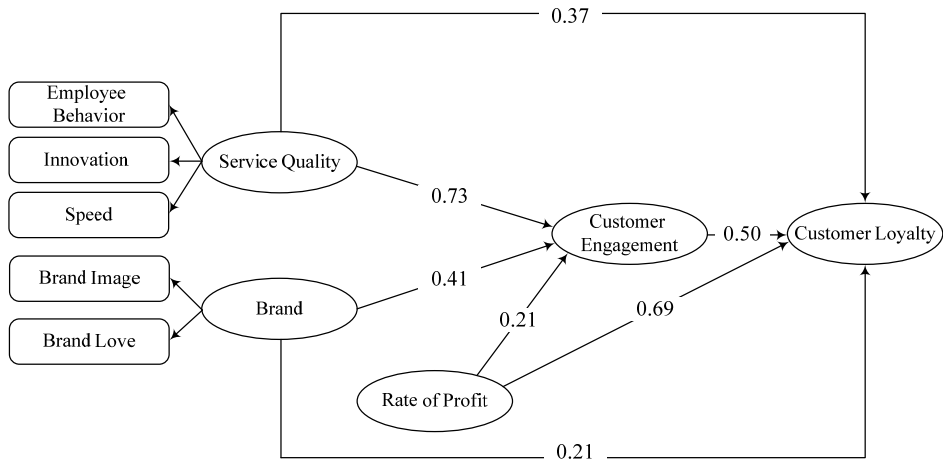 0.37
Employee
Behavior
Innovation
Service Quality
Speed
0.73
Customer
Engagement
0.50
Customer Loyalty
Brand Image
0.41
Brand
0.21
0.69
Brand Love
Rate of Profit
0.21